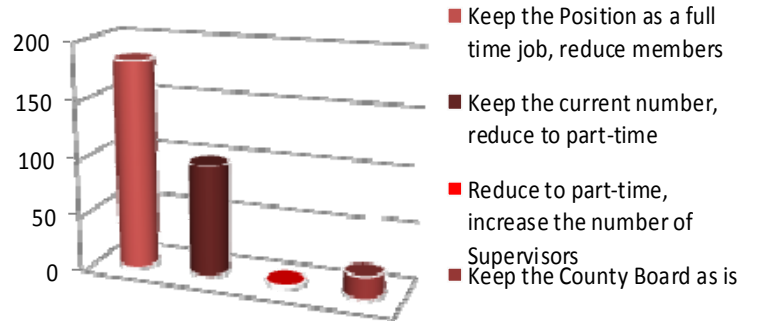 200
150
100
50
0
Keep the Position as a full
time job, reduce members
Keep the current number,
reduce to part-time
Reduce to part-time,
increase the number of
Supervisors
Keep the County Board as is